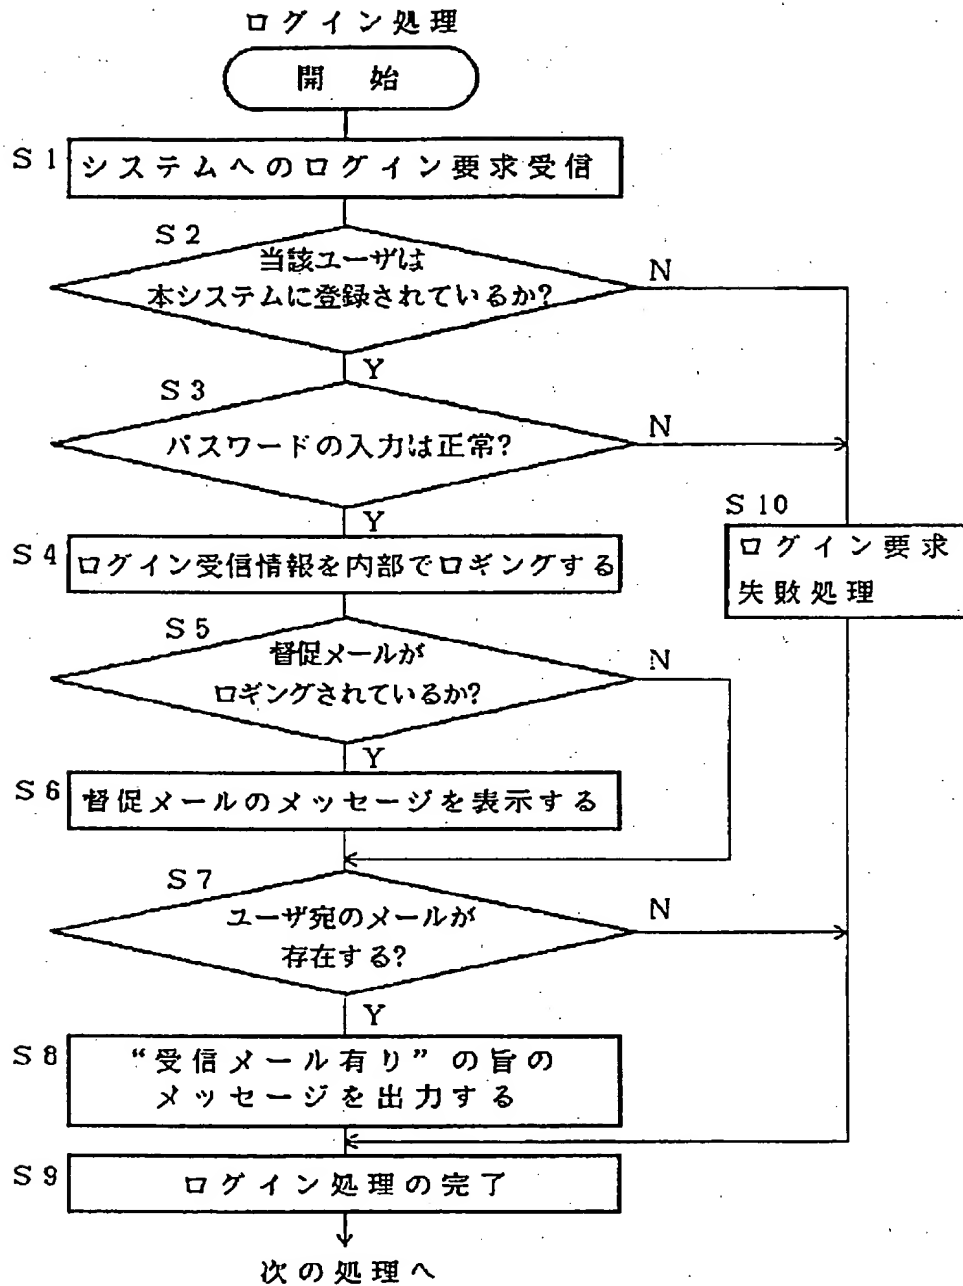 ログイン処理
開 始
S1
システムへのログイン要求受信
S2
当該ユーザは
本システムに登録されているか?
N
Y
S3
パスワードの入力は正常?
N
Y
S10
ログイン要求
失敗処理
S4
ログイン受信情報を内部でロギングする
S5
督促メールが
ロギングされているか?
N
Y
S6
督促メールのメッセージを表示する
S7
ユーザ宛のメールが
存在する?
N
Y
S8
“受信メール有り”の旨の
メッセージを出力する
S9
ログイン処理の完了
次の処理へ